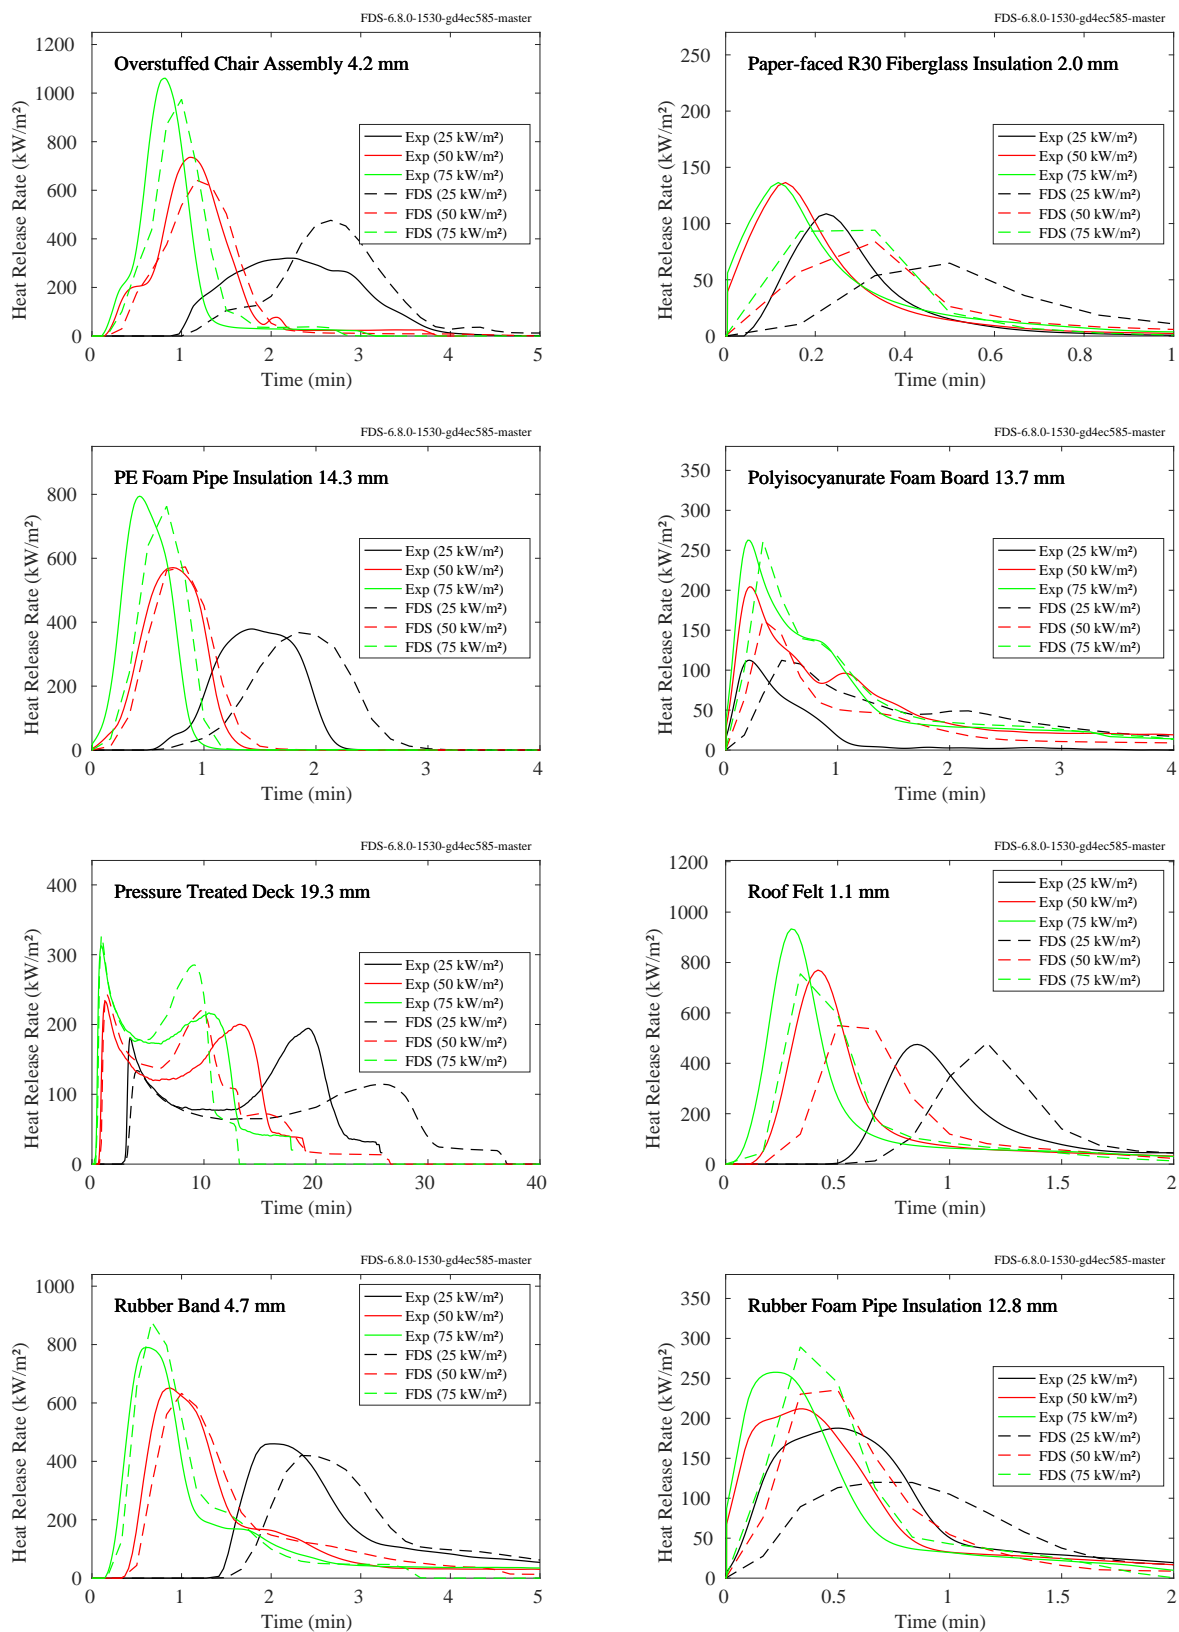 FDS-6.8.0-1530-gd4ec585-master
Overstuffed Chair Assembly 4.2 mm
Heat Release Rate (kW/m²)
1200
1000
800
600
400
200
0
Exp (25 kW/m²)
Exp (50 kW/m²)
Exp (75 kW/m²)
FDS (25 kW/m²)
FDS (50 kW/m²)
FDS (75 kW/m²)
0 1 2 3 4 5
Time (min)
FDS-6.8.0-1530-gd4ec585-master
Paper-faced R30 Fiberglass Insulation 2.0 mm
Heat Release Rate (kW/m²)
250
200
150
100
50
0
Exp (25 kW/m²)
Exp (50 kW/m²)
Exp (75 kW/m²)
FDS (25 kW/m²)
FDS (50 kW/m²)
FDS (75 kW/m²)
0 0.2 0.4 0.6 0.8 1
Time (min)
FDS-6.8.0-1530-gd4ec585-master
PE Foam Pipe Insulation 14.3 mm
Heat Release Rate (kW/m²)
800
600
400
200
0
Exp (25 kW/m²)
Exp (50 kW/m²)
Exp (75 kW/m²)
FDS (25 kW/m²)
FDS (50 kW/m²)
FDS (75 kW/m²)
0 1 2 3 4
Time (min)
FDS-6.8.0-1530-gd4ec585-master
Polyisocyanurate Foam Board 13.7 mm
Heat Release Rate (kW/m²)
350
300
250
200
150
100
50
0
Exp (25 kW/m²)
Exp (50 kW/m²)
Exp (75 kW/m²)
FDS (25 kW/m²)
FDS (50 kW/m²)
FDS (75 kW/m²)
0 1 2 3 4
Time (min)
FDS-6.8.0-1530-gd4ec585-master
Pressure Treated Deck 19.3 mm
Heat Release Rate (kW/m²)
400
300
200
100
0
Exp (25 kW/m²)
Exp (50 kW/m²)
Exp (75 kW/m²)
FDS (25 kW/m²)
FDS (50 kW/m²)
FDS (75 kW/m²)
0 10 20 30 40
Time (min)
FDS-6.8.0-1530-gd4ec585-master
Roof Felt 1.1 mm
Heat Release Rate (kW/m²)
1200
1000
800
600
400
200
0
Exp (25 kW/m²)
Exp (50 kW/m²)
Exp (75 kW/m²)
FDS (25 kW/m²)
FDS (50 kW/m²)
FDS (75 kW/m²)
0 0.5 1 1.5 2
Time (min)
FDS-6.8.0-1530-gd4ec585-master
Rubber Band 4.7 mm
Heat Release Rate (kW/m²)
1000
800
600
400
200
0
Exp (25 kW/m²)
Exp (50 kW/m²)
Exp (75 kW/m²)
FDS (25 kW/m²)
FDS (50 kW/m²)
FDS (75 kW/m²)
0 1 2 3 4 5
Time (min)
FDS-6.8.0-1530-gd4ec585-master
Rubber Foam Pipe Insulation 12.8 mm
Heat Release Rate (kW/m²)
350
300
250
200
150
100
50
0
Exp (25 kW/m²)
Exp (50 kW/m²)
Exp (75 kW/m²)
FDS (25 kW/m²)
FDS (50 kW/m²)
FDS (75 kW/m²)
0 0.5 1 1.5 2
Time (min)